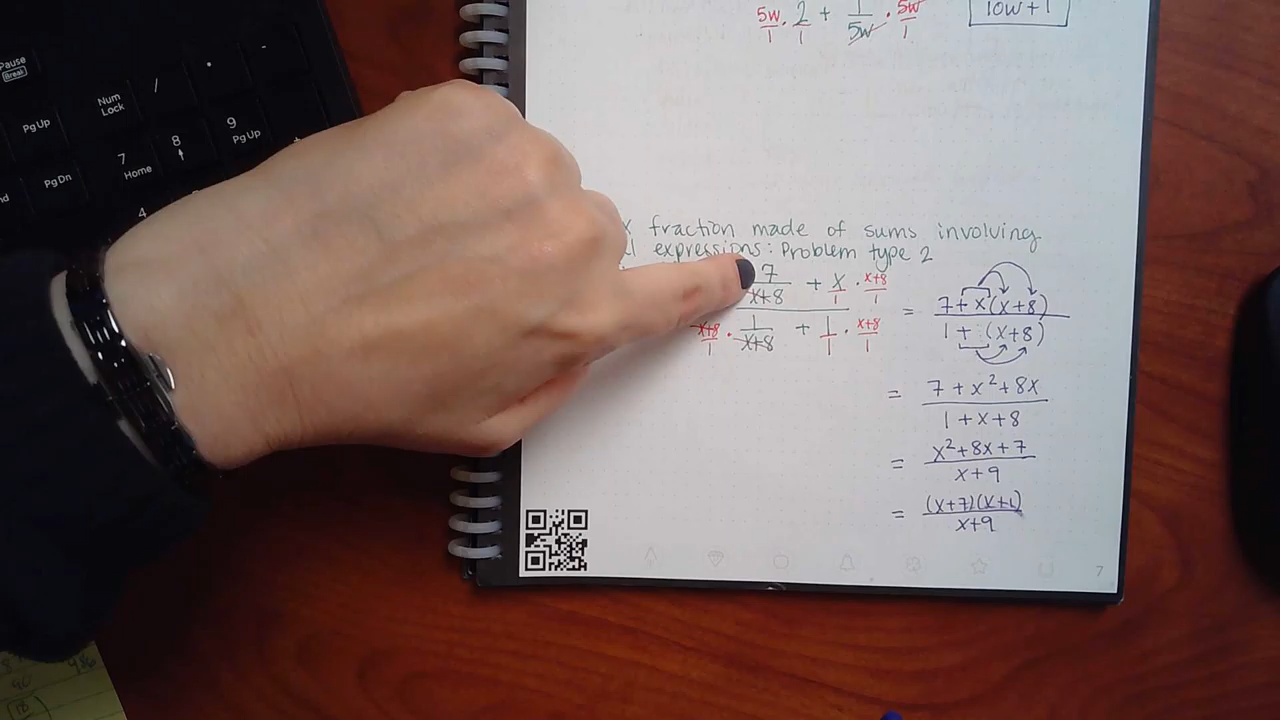 Pause
Break
Num
Lock
/
PgUp
7
Home
8
9
PgUp
PgDn
4
5w/1 · 2/1 + 1/5w · 5w/1
10w+1
x fraction made of sums involving
l expressions: Problem type 2
7/(x+8) + x/1 · (x+8)/1
(x+8)/1 · 1/(x+8) + 1/1 · (x+8)/1
= (7+x(x+8))/(1+(x+8))
= (7+x²+8x)/(1+x+8)
= (x²+8x+7)/(x+9)
= (x+7)(x+1)/(x+9)
7